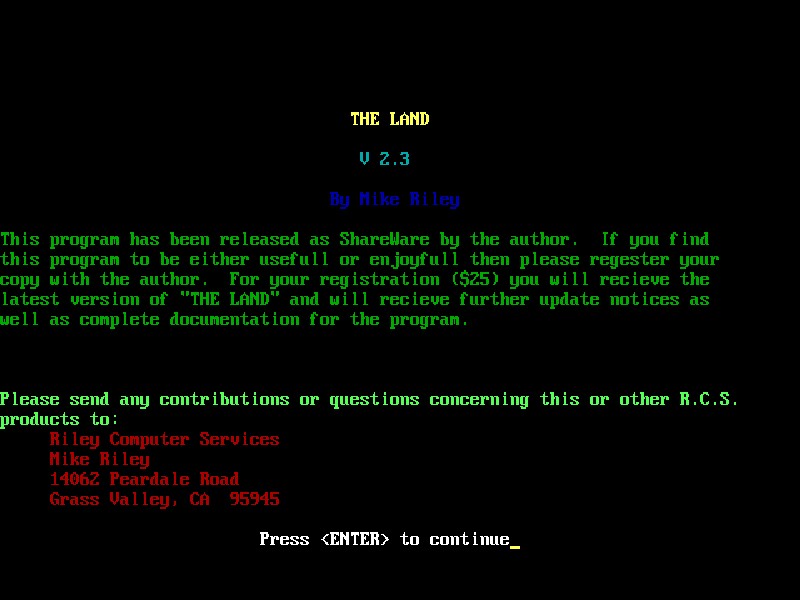 THE LAND
V 2.3
By Mike Riley
This program has been released as ShareWare by the author.  If you find
this program to be either usefull or enjoyfull then please regester your
copy with the author.  For your registration ($25) you will recieve the
latest version of "THE LAND" and will recieve further update notices as
well as complete documentation for the program.
Please send any contributions or questions concerning this or other R.C.S.
products to:
Riley Computer Services
Mike Riley
14062 Peardale Road
Grass Valley, CA  95945
Press <ENTER> to continue_